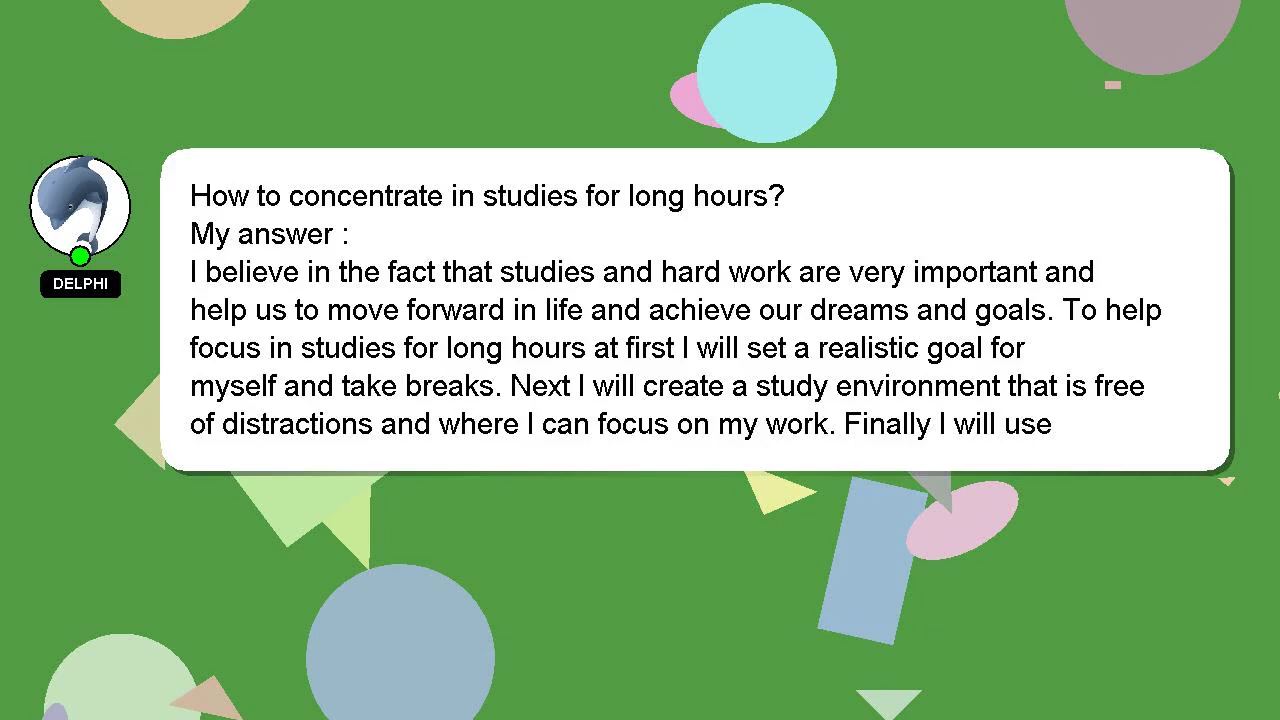 How to concentrate in studies for long hours?
My answer :
I believe in the fact that studies and hard work are very important and
help us to move forward in life and achieve our dreams and goals. To help
focus in studies for long hours at first I will set a realistic goal for
myself and take breaks. Next I will create a study environment that is free
of distractions and where I can focus on my work. Finally I will use
DELPHI